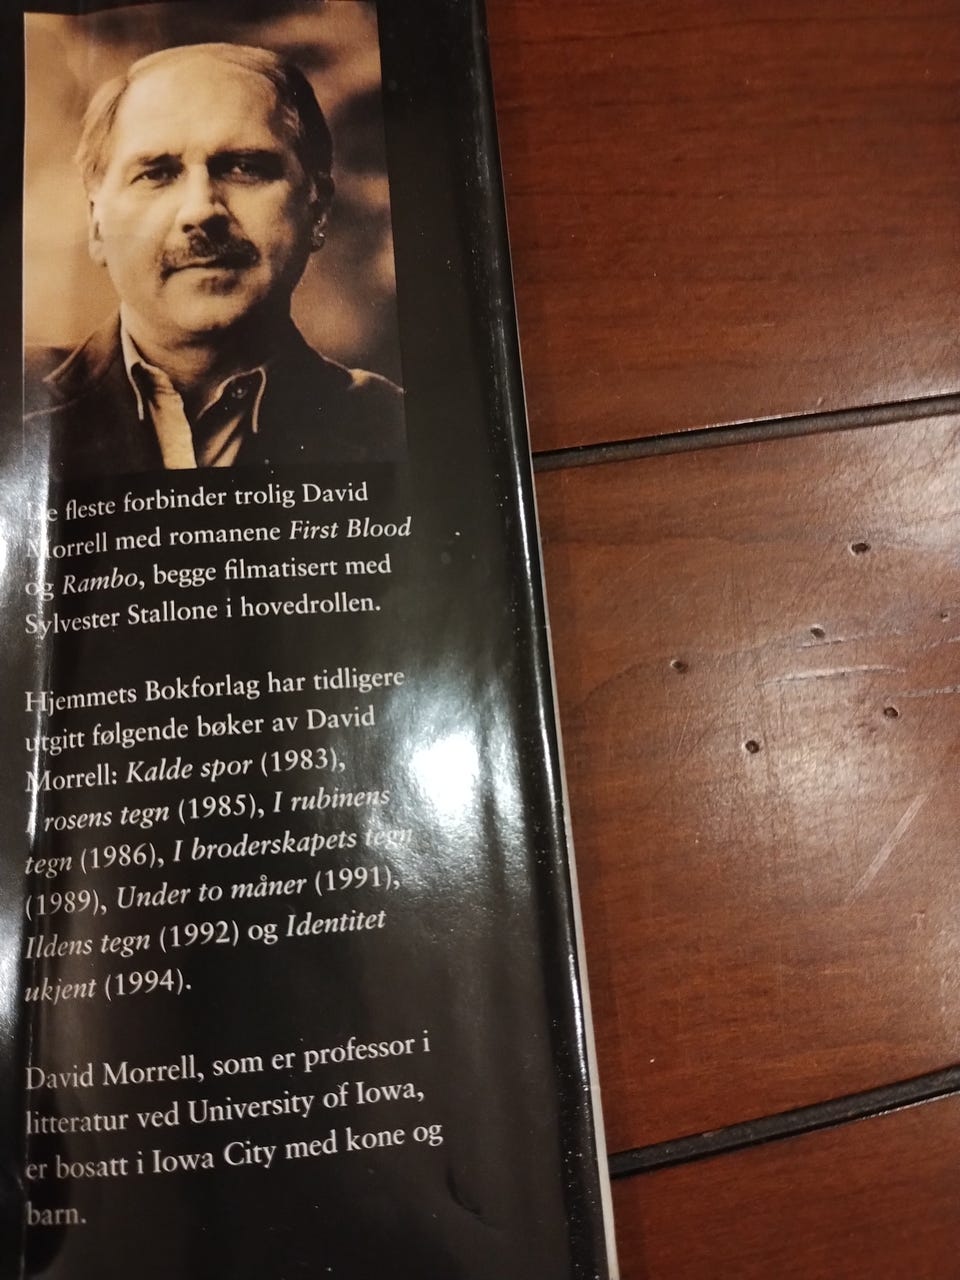 De fleste forbinder trolig David
Morrell med romanene First Blood
og Rambo, begge filmatisert med
Sylvester Stallone i hovedrollen.
Hjemmets Bokforlag har tidligere
utgitt følgende bøker av David
Morrell: Kalde spor (1983),
I rosens tegn (1985), I rubinens
tegn (1986), I broderskapets tegn
(1989), Under to måner (1991),
Ildens tegn (1992) og Identitet
ukjent (1994).
David Morrell, som er professor i
litteratur ved University of Iowa,
er bosatt i Iowa City med kone og
barn.